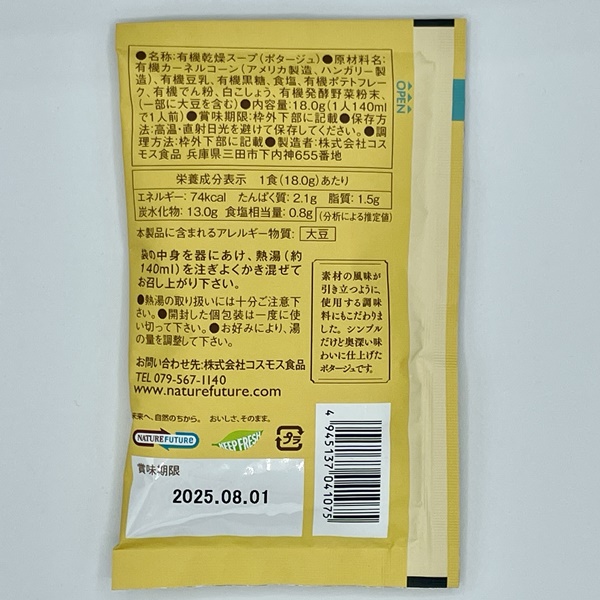 ●名称:有機乾燥スープ(ポタージュ)●原材料名:
有機カーネルコーン(アメリカ製造、ハンガリー製
造)、有機豆乳、有機黒糖、食塩、有機ポテトフレー
ク、有機でん粉、白こしょう、有機発酵野菜粉末、
(一部に大豆を含む)●内容量:18.0g(1人140ml
で1人前)●賞味期限:枠外下部に記載●保存方
法:高温・直射日光を避けて保存してください。●調
理方法:枠外下部に記載●製造者:株式会社コス
モス食品 兵庫県三田市下内神655番地
OPEN
栄養成分表示 1食(18.0g)あたり
エネルギー:74kcal たんぱく質:2.1g 脂質:1.5g
炭水化物:13.0g 食塩相当量:0.8g(分析による推定値)
本製品に含まれるアレルギー物質: 大豆
袋の中身を器にあけ、熱湯(約
140ml)を注ぎよくかき混ぜて
お召し上がり下さい。
●熱湯の取り扱いには十分ご注意下
さい。●開封した個包装は一度に使
い切って下さい。●お好みにより、湯
の量を調整して下さい。
素材の風味が
引き立つように
使用する調味
料にもこだわりま
した。シンプル
だけど奥深い味
わいに仕上げた
ポタージュです。
お問い合わせ先:株式会社コスモス食品
TEL 079-567-1140
www.naturefuture.com
未来へ、自然のちから。 おいしさ、そのまま。
NATURE FUTURE
KEEP FRESH
プラ
4945137041075
賞味期限
2025.08.01